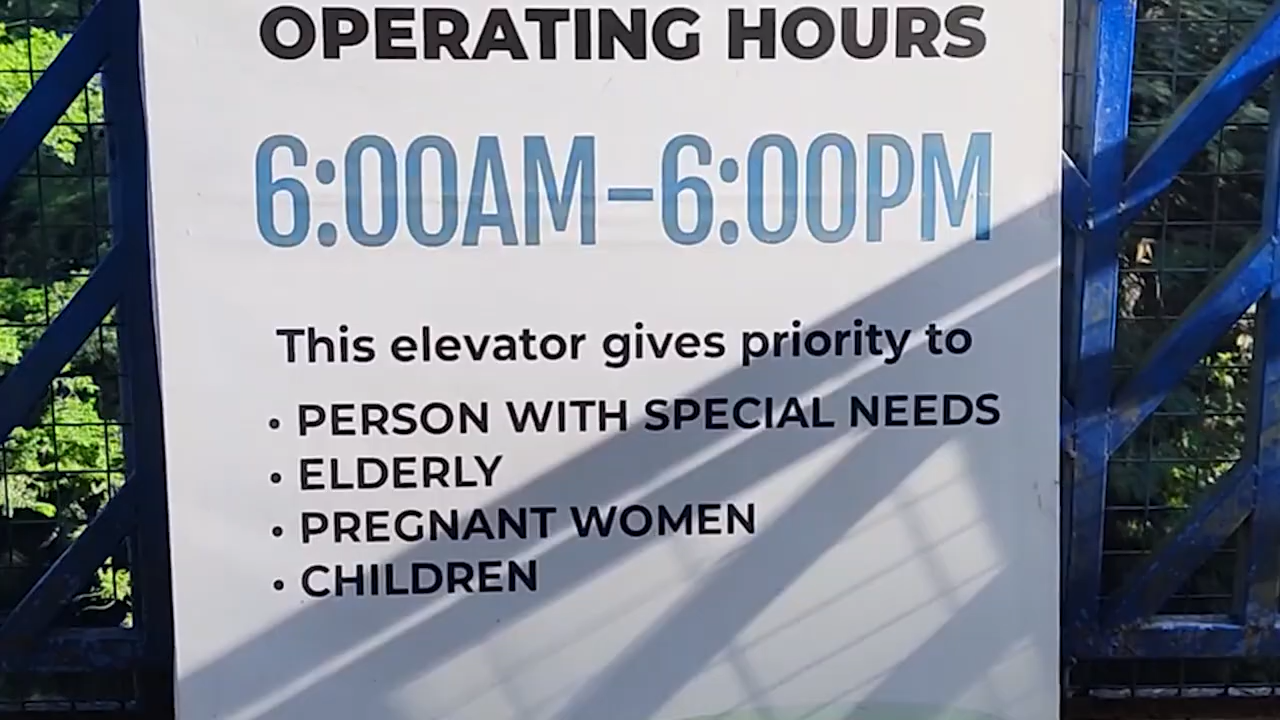 OPERATING HOURS
6:00AM-6:00PM
This elevator gives priority to
• PERSON WITH SPECIAL NEEDS
• ELDERLY
• PREGNANT WOMEN
• CHILDREN